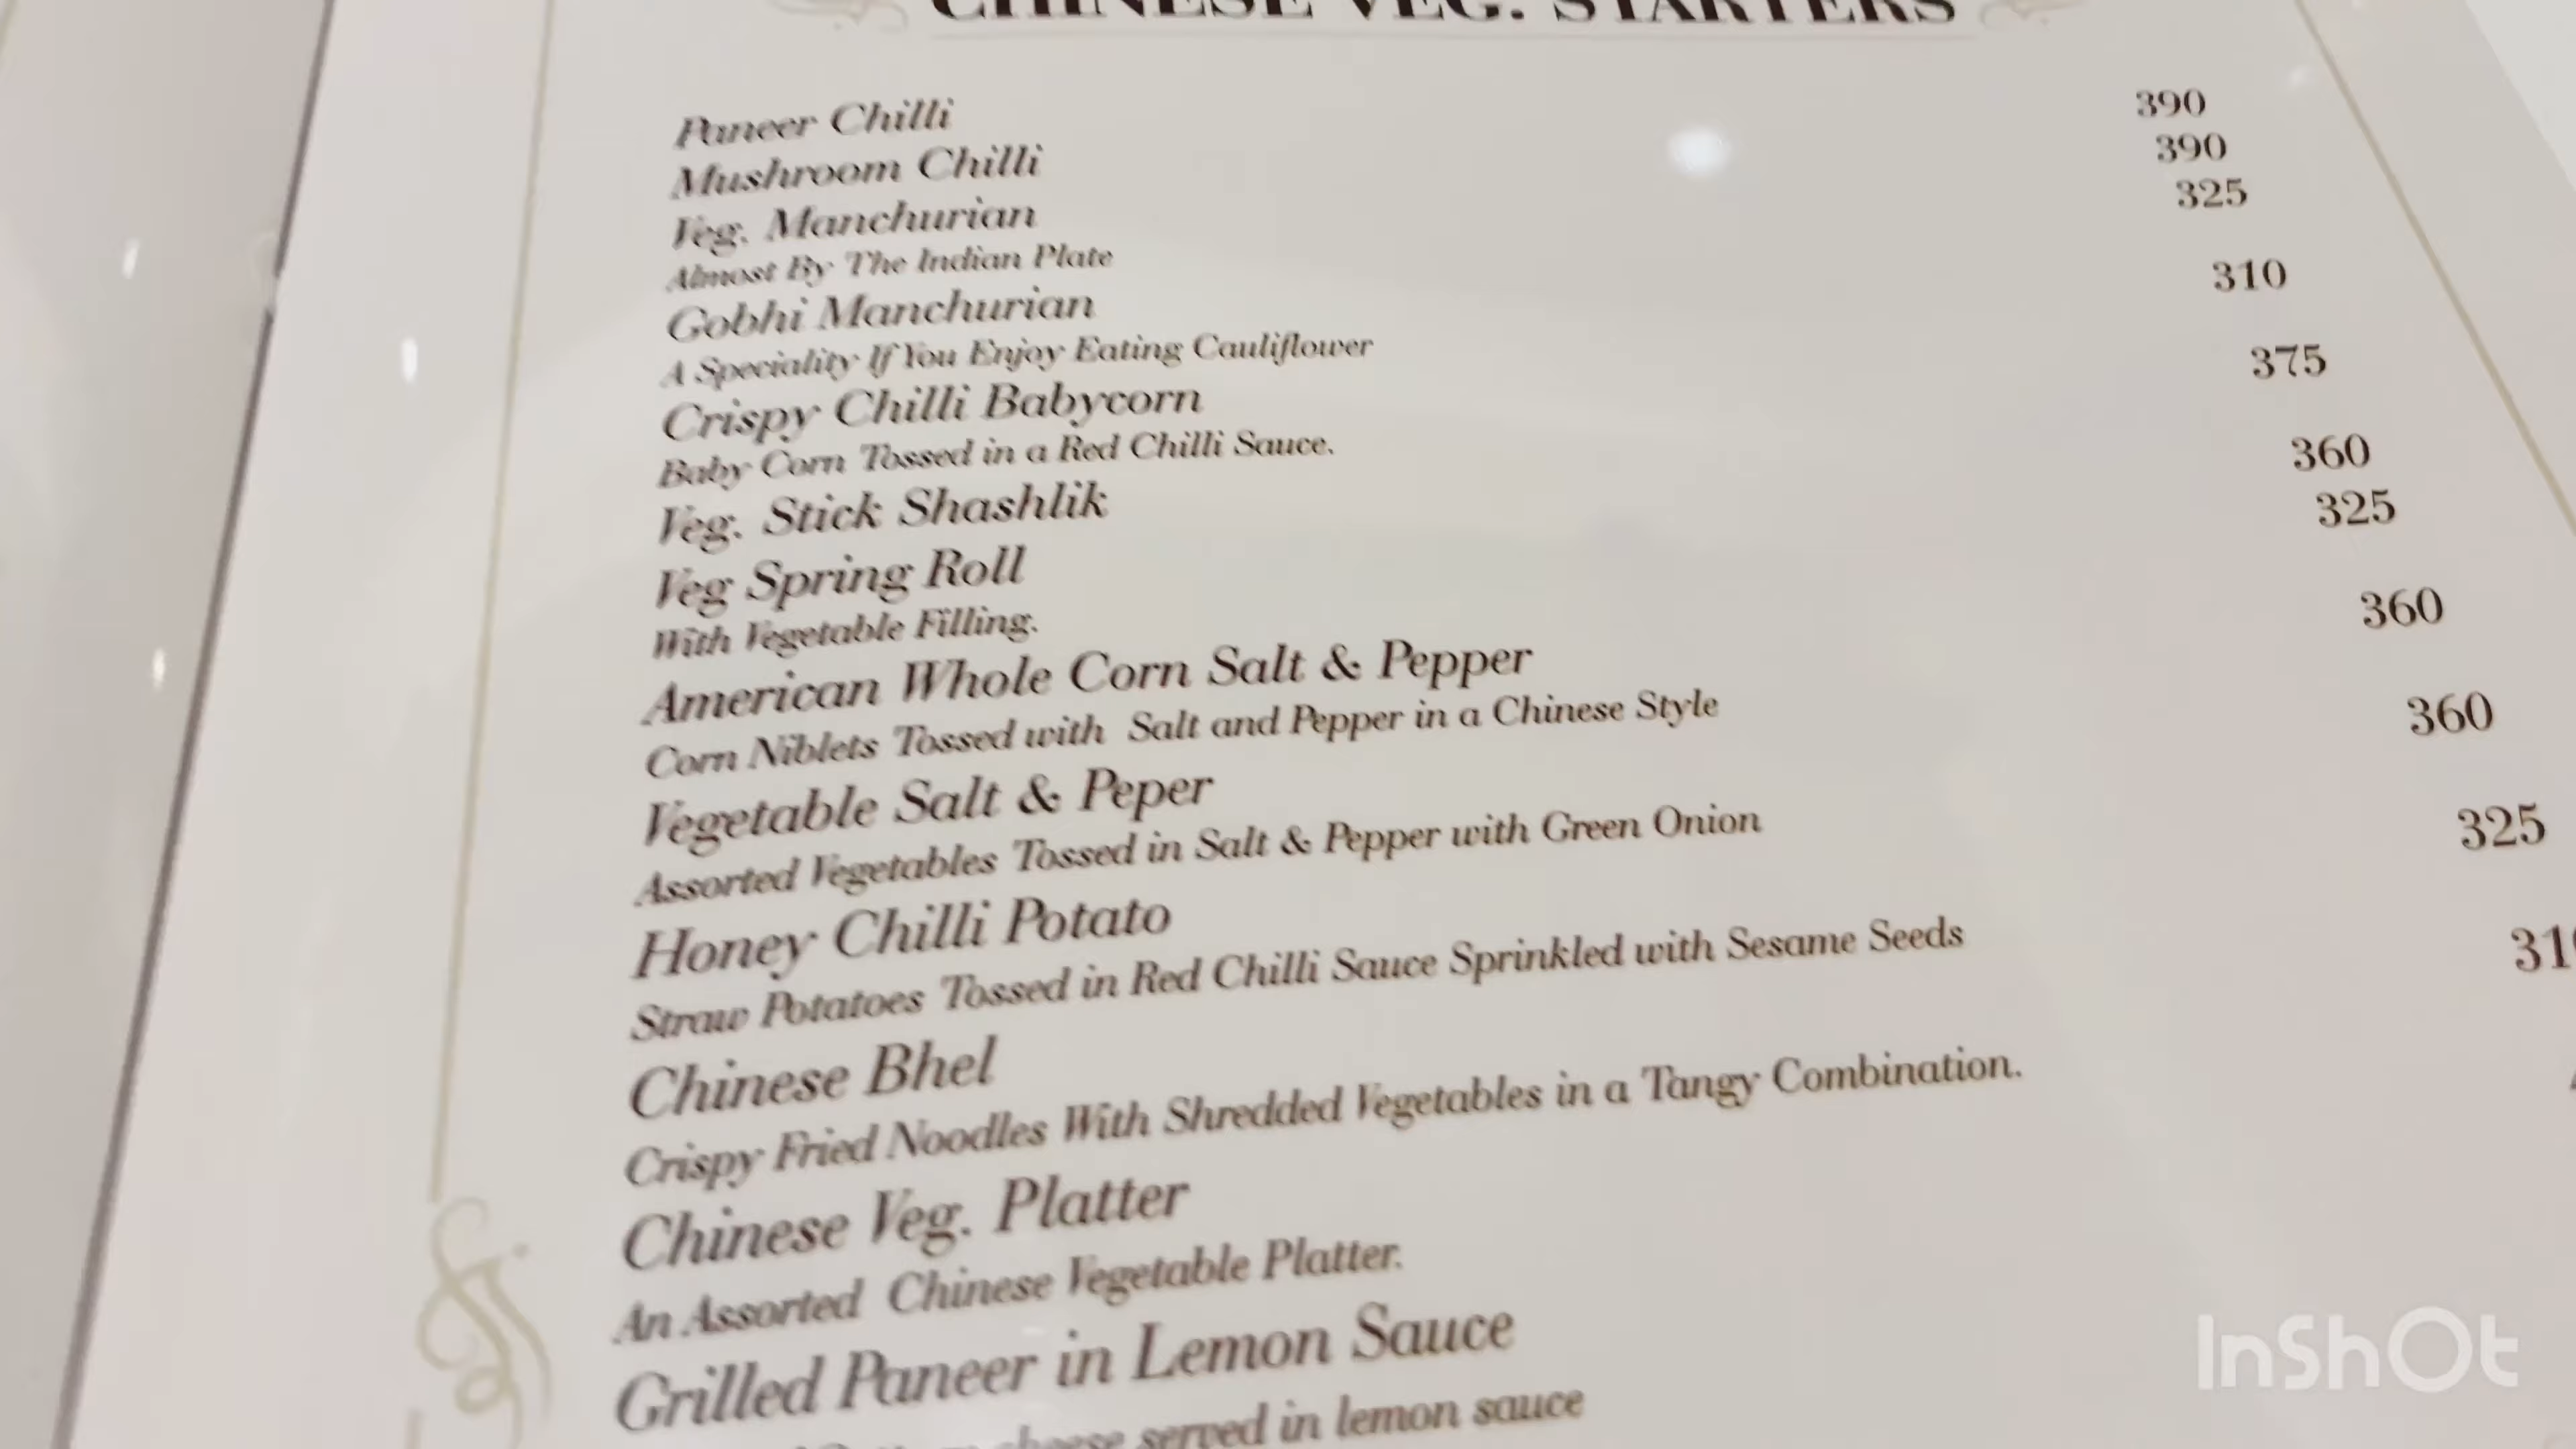 CHINESE VEG. STARTERS
Paneer Chilli 390
Mushroom Chilli 390
Veg. Manchurian 325
Almost By The Indian Plate
Gobhi Manchurian 310
A Speciality If You Enjoy Eating Cauliflower
Crispy Chilli Babycorn 375
Baby Corn Tossed in a Red Chilli Sauce.
Veg. Stick Shashlik 360
Veg Spring Roll 325
With Vegetable Filling.
American Whole Corn Salt & Pepper 360
Corn Niblets Tossed with Salt and Pepper in a Chinese Style
Vegetable Salt & Peper 360
Assorted Vegetables Tossed in Salt & Pepper with Green Onion
Honey Chilli Potato 325
Straw Potatoes Tossed in Red Chilli Sauce Sprinkled with Sesame Seeds
Chinese Bhel
Crispy Fried Noodles With Shredded Vegetables in a Tangy Combination.
Chinese Veg. Platter
An Assorted Chinese Vegetable Platter.
Grilled Paneer in Lemon Sauce
cheese served in lemon sauce
InShOt